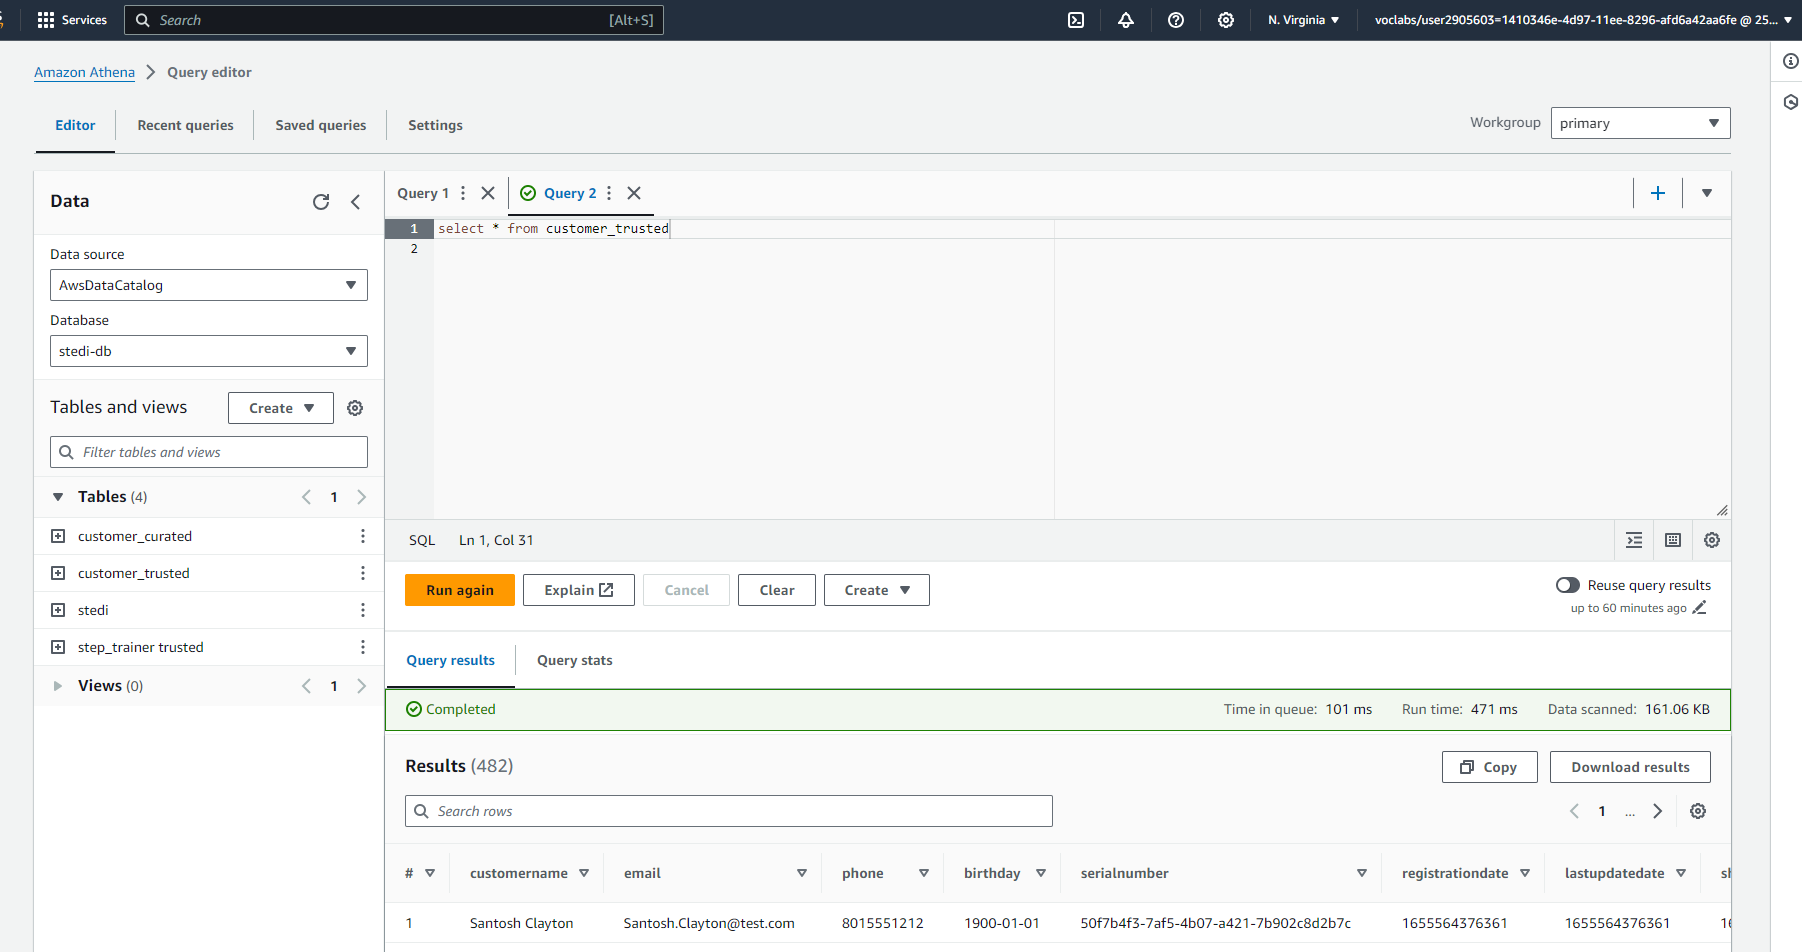 Services
Search [Alt+S]
N. Virginia
voclabs/user2905603=1410346e-4d97-11ee-8296-afd6a42aa6fe @ 25...
Amazon Athena > Query editor
Editor
Recent queries
Saved queries
Settings
Workgroup
primary
Data
Data source
AwsDataCatalog
Database
stedi-db
Tables and views
Create
Filter tables and views
Tables (4)
1
customer_curated
customer_trusted
stedi
step_trainer trusted
Views (0)
1
Query 1
Query 2
1 select * from customer_trusted
2
SQL Ln 1, Col 31
Run again
Explain
Cancel
Clear
Create
Reuse query results
up to 60 minutes ago
Query results
Query stats
Completed
Time in queue: 101 ms Run time: 471 ms Data scanned: 161.06 KB
Results (482)
Copy
Download results
Search rows
1 ...
# customername email phone birthday serialnumber registrationdate lastupdatedate
1 Santosh Clayton Santosh.Clayton@test.com 8015551212 1900-01-01 50f7b4f3-7af5-4b07-a421-7b902c8d2b7c 1655564376361 1655564376361